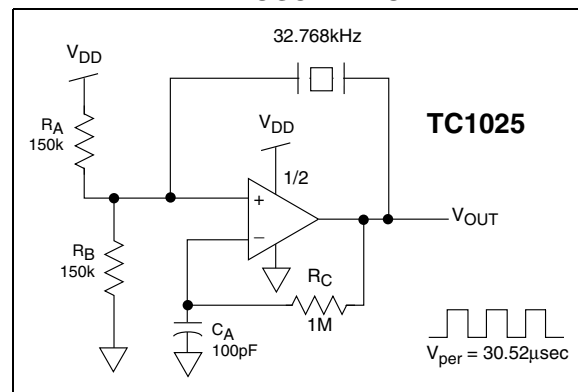 32.768kHz
VDD
TC1025
RA
150k
VDD
1/2
+
VOUT
RB
150k
−
RC
1M
CA
100pF
Vper = 30.52μsec